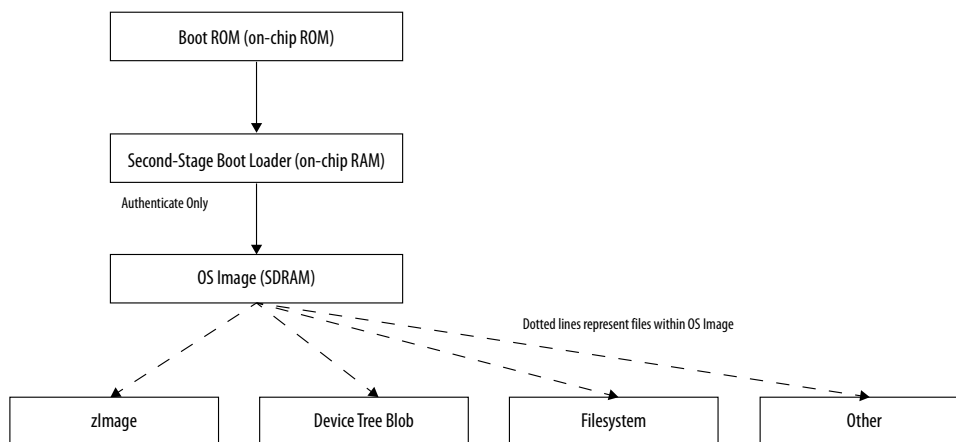 Boot ROM (on-chip ROM)
Second-Stage Boot Loader (on-chip RAM)
Authenticate Only
OS Image (SDRAM)
Dotted lines represent files within OS Image
zImage
Device Tree Blob
Filesystem
Other